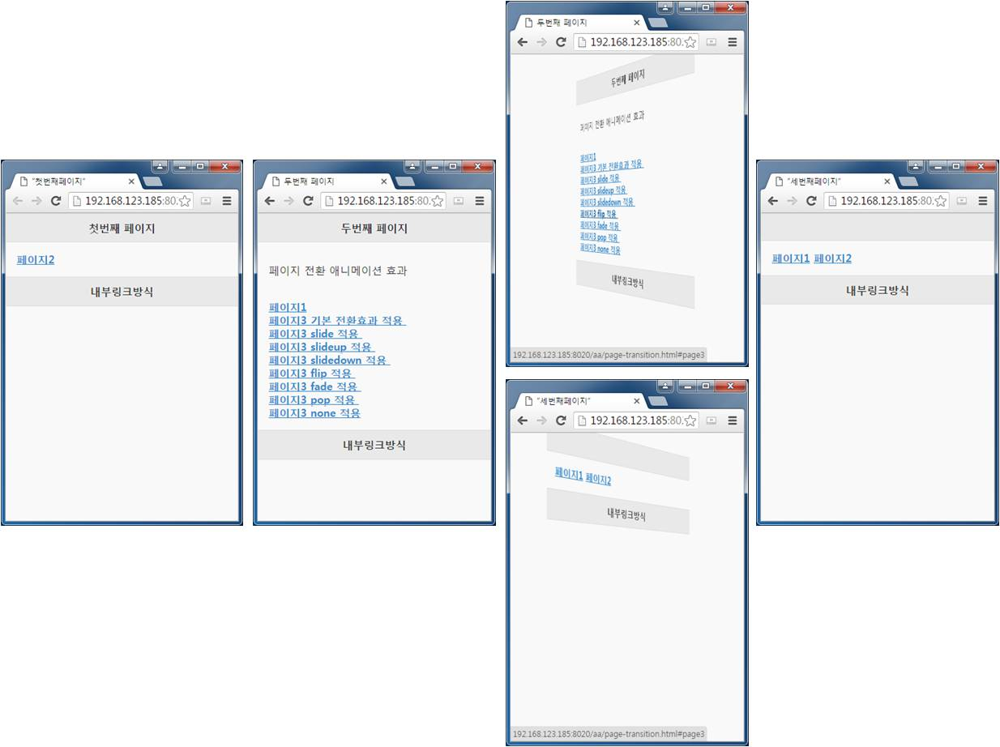 "첫번째페이지"
192.168.123.185:80
첫번째 페이지
페이지2
내부링크방식
두번째 페이지
192.168.123.185:80
두번째 페이지
페이지 전환 애니메이션 효과
페이지1
페이지3 기본 전환효과 적용
페이지3 slide 적용
페이지3 slideup 적용
페이지3 slidedown 적용
페이지3 flip 적용
페이지3 fade 적용
페이지3 pop 적용
페이지3 none 적용
내부링크방식
두번째 페이지
192.168.123.185:80
두번째 페이지
페이지 전환 애니메이션 효과
페이지1
페이지3 기본 전환효과 적용
페이지3 slide 적용
페이지3 slideup 적용
페이지3 slidedown 적용
페이지3 flip 적용
페이지3 fade 적용
페이지3 pop 적용
페이지3 none 적용
내부링크방식
192.168.123.185:8020/aa/page-transition.html#page3
"세번째페이지"
192.168.123.185:80
페이지1 페이지2
내부링크방식
192.168.123.185:8020/aa/page-transition.html#page3
"세번째페이지"
192.168.123.185:80
페이지1 페이지2
내부링크방식